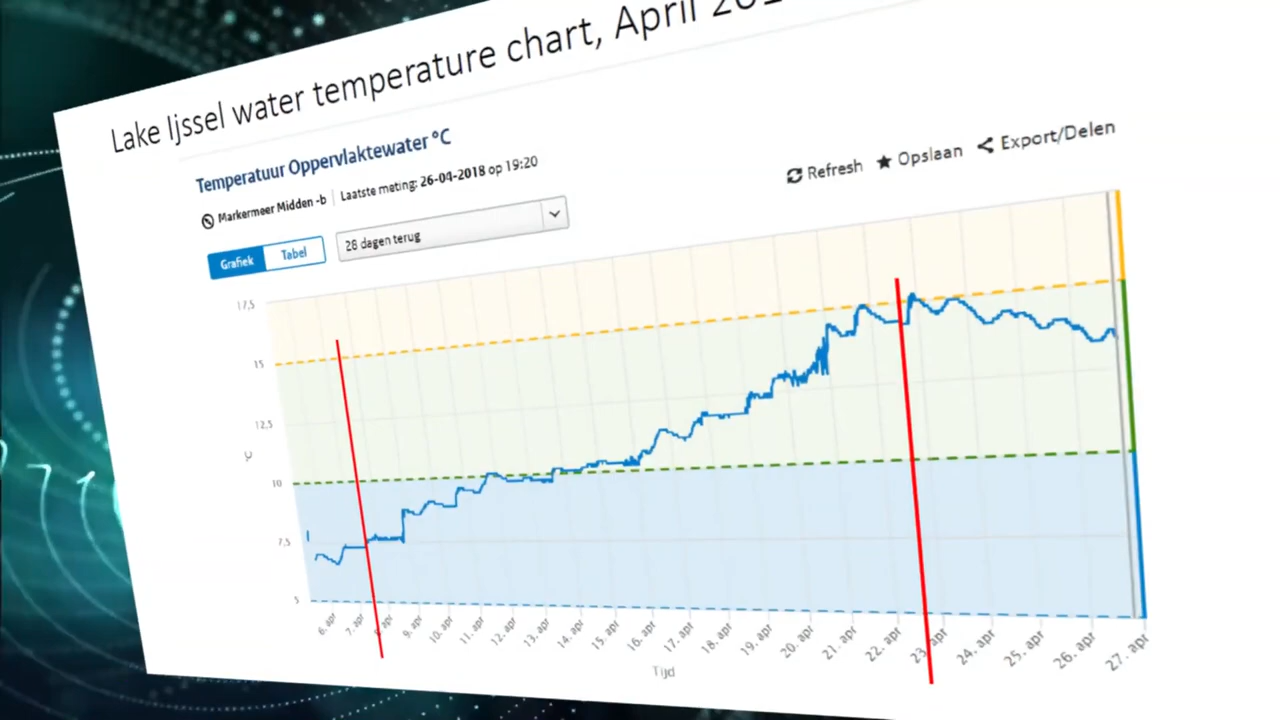 Lake Ijssel water temperature chart, April
Temperatuur Oppervlaktewater °C
Markermeer Midden -b | Laatste meting: 26-04-2018 op 19:20
Refresh Opslaan Export/Delen
Grafiek Tabel 28 dagen terug
17,5
15
12,5
°C
10
7,5
5
6. apr 7. apr 8. apr 9. apr 10. apr 11. apr 12. apr 13. apr 14. apr 15. apr 16. apr 17. apr 18. apr 19. apr 20. apr 21. apr 22. apr 23. apr 24. apr 25. apr 26. apr 27. apr
Tijd